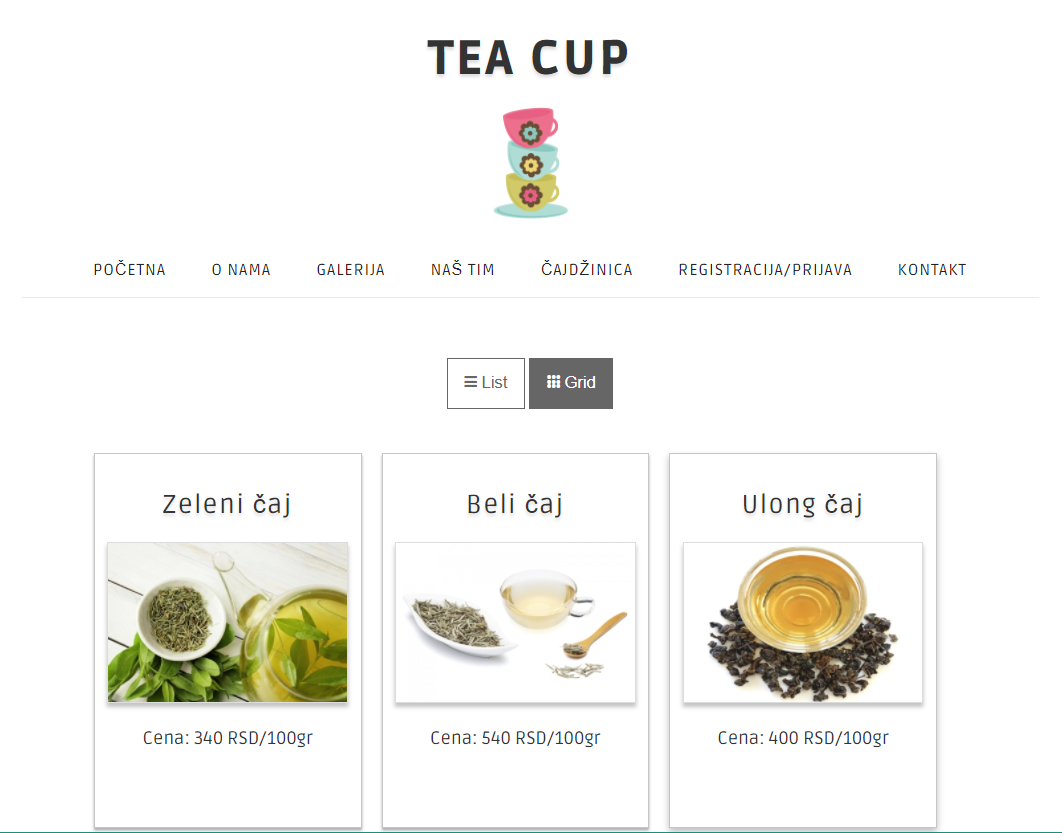 TEA CUP
POČETNA O NAMA GALERIJA NAŠ TIM ČAJDŽINICA REGISTRACIJA/PRIJAVA KONTAKT
List Grid
Zeleni čaj Beli čaj Ulong čaj
Cena: 340 RSD/100gr Cena: 540 RSD/100gr Cena: 400 RSD/100gr